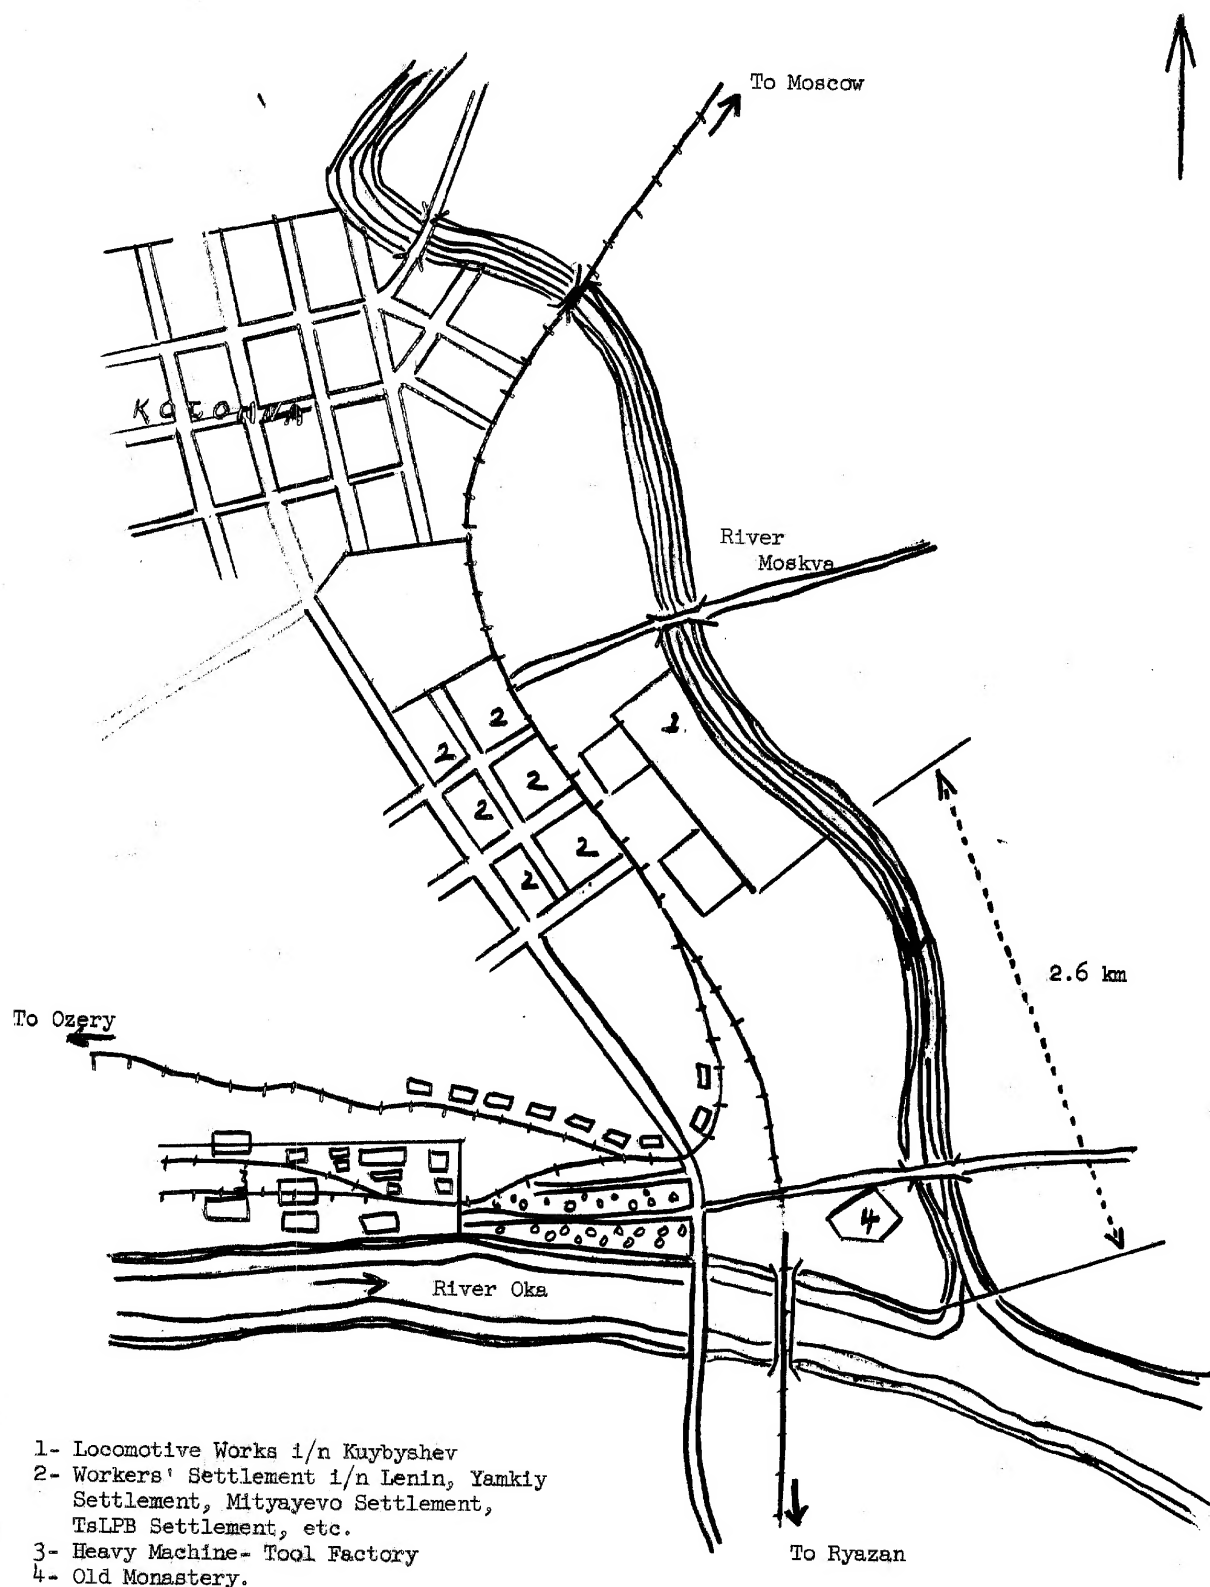 To Moscow
KOLOMNA
River
Moskva
1
2
2
2
2
2
2
2.6 km
To Ozery
3
4
River Oka
1- Locomotive Works i/n Kuybyshev
2- Workers' Settlement i/n Lenin, Yamkiy
Settlement, Mityayevo Settlement,
TsLPB Settlement, etc.
3- Heavy Machine- Tool Factory
4- Old Monastery.
To Ryazan